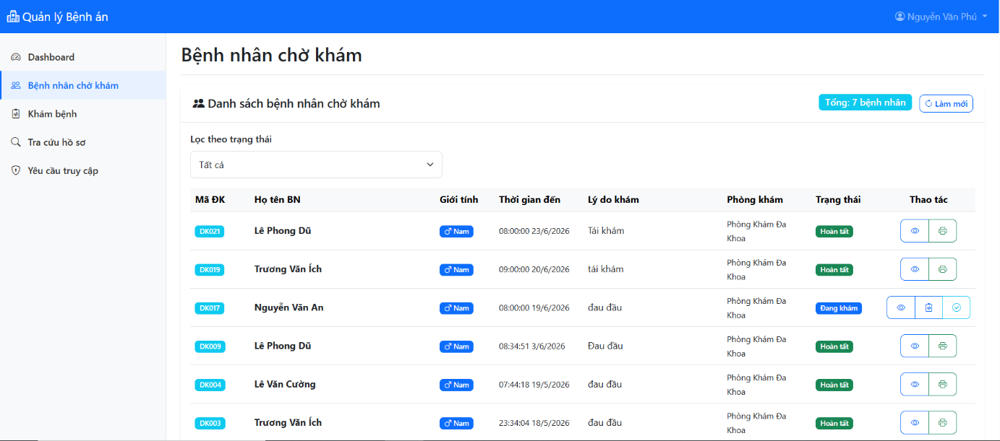 Quản lý Bệnh án
Nguyễn Văn Phú
Dashboard
Bệnh nhân chờ khám
Khám bệnh
Tra cứu hồ sơ
Yêu cầu truy cập
Bệnh nhân chờ khám
Danh sách bệnh nhân chờ khám
Tổng: 7 bệnh nhân
Làm mới
Lọc theo trạng thái
Tất cả
Mã ĐK Họ tên BN Giới tính Thời gian đến Lý do khám Phòng khám Trạng thái Thao tác
DK021 Lê Phong Dũ Nam 08:00:00 23/6/2026 Tái khám Phòng Khám Đa Hoàn tất
Khoa
DK019 Trương Văn Ích Nam 09:00:00 20/6/2026 tái khám Phòng Khám Đa Hoàn tất
Khoa
DK017 Nguyễn Văn An Nam 08:00:00 19/6/2026 đau đầu Phòng Khám Đa Đang khám
Khoa
DK009 Lê Phong Dũ Nam 08:34:51 3/6/2026 Đau đầu Phòng Khám Đa Hoàn tất
Khoa
DK004 Lê Văn Cường Nam 07:44:18 19/5/2026 đau đầu Phòng Khám Đa Hoàn tất
Khoa
DK003 Trương Văn Ích Nam 23:34:04 18/5/2026 đau đầu Phòng Khám Đa Hoàn tất
Khoa